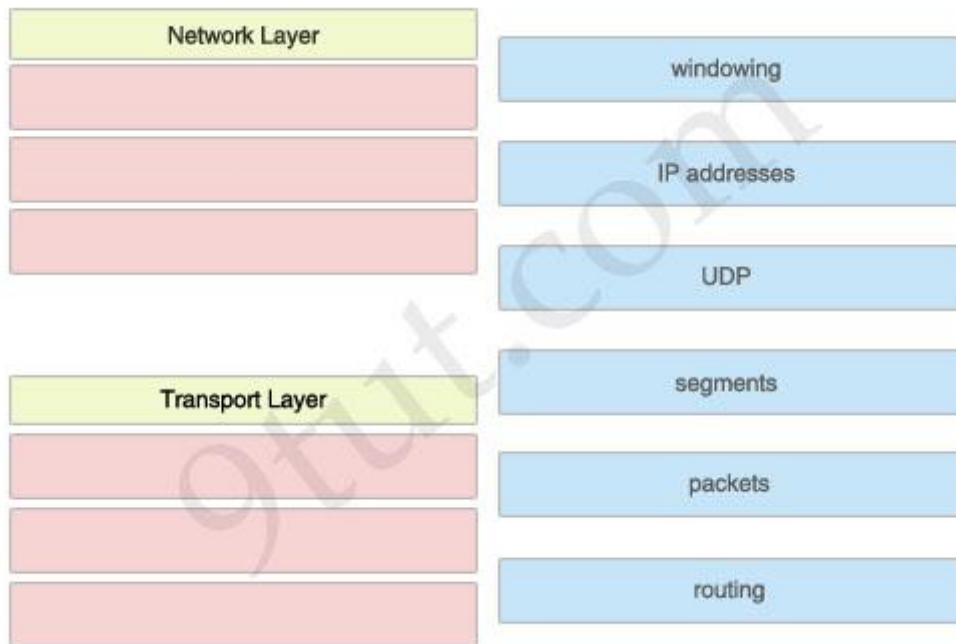 Network Layer
windowing
IP addresses
UDP
segments
Transport Layer
packets
routing
9tut.com